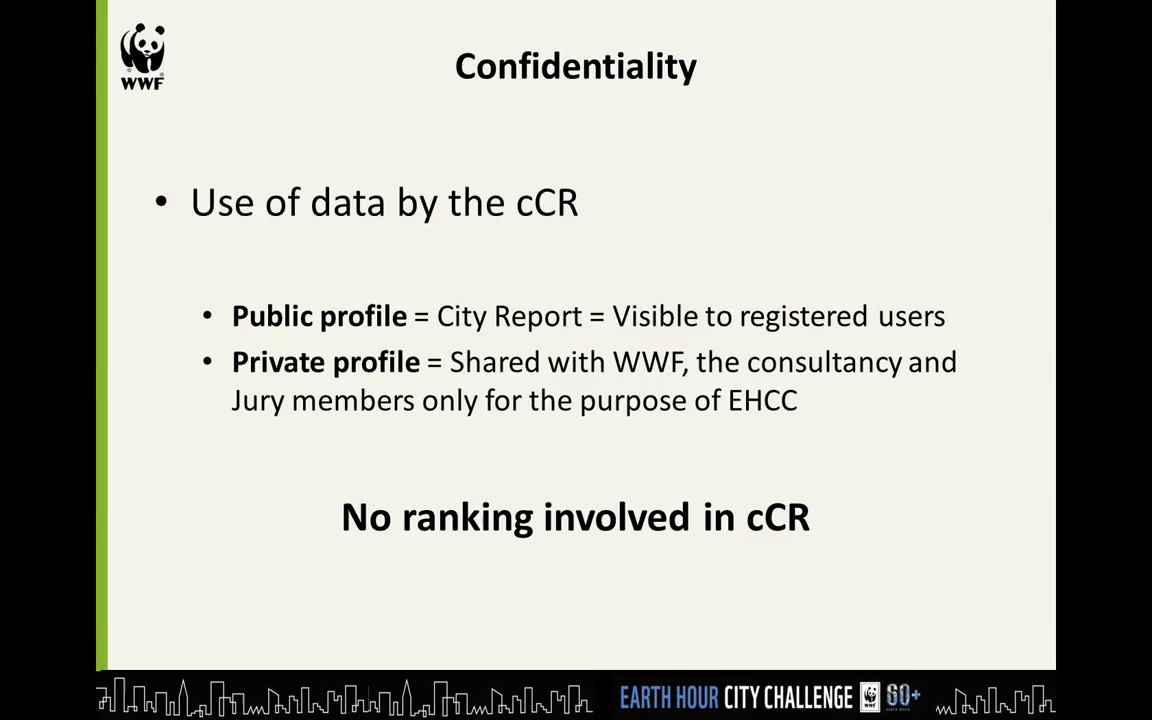 WWF
Confidentiality
• Use of data by the cCR
• Public profile = City Report = Visible to registered users
• Private profile = Shared with WWF, the consultancy and
Jury members only for the purpose of EHCC
No ranking involved in cCR
EARTH HOUR CITY CHALLENGE WWF 60+